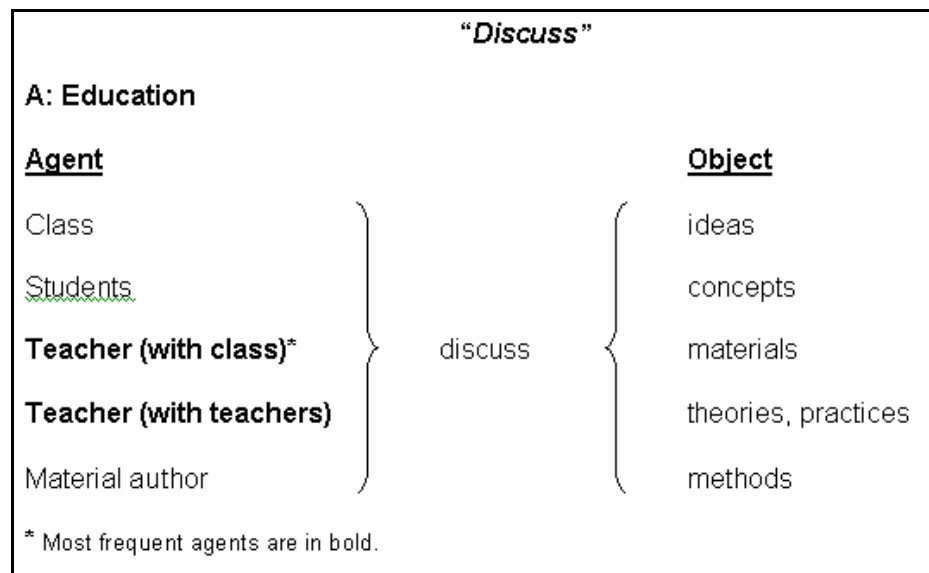 “Discuss”
A: Education
Agent Object
Class ideas
Students concepts
Teacher (with class)* discuss materials
Teacher (with teachers) theories, practices
Material author methods
* Most frequent agents are in bold.